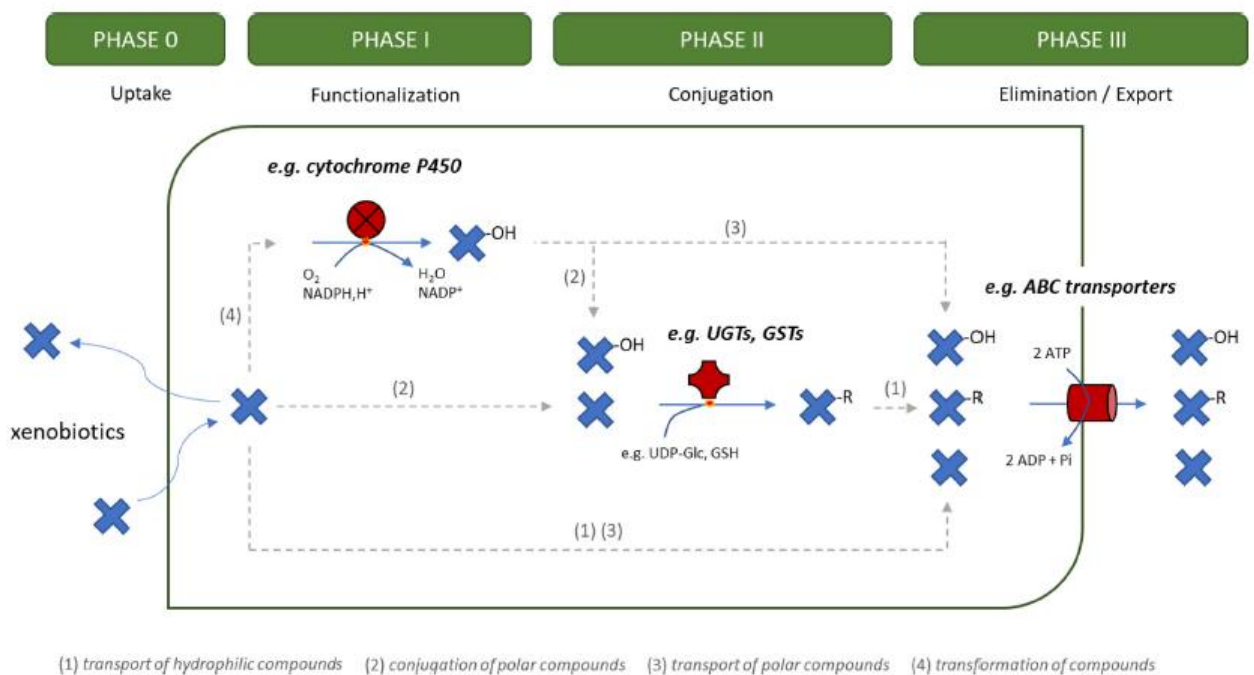 PHASE 0
PHASE I
PHASE II
PHASE III
Uptake
Functionalization
Conjugation
Elimination / Export
e.g. cytochrome P450
-OH
(3)
O₂
NADPH,H⁺
H₂O
NADP⁺
(2)
(4)
e.g. ABC transporters
-OH
e.g. UGTs, GSTs
-OH
2 ATP
-OH
(2)
-R
(1)
-R
-R
xenobiotics
e.g. UDP-Glc, GSH
2 ADP + Pi
(1) (3)
(1) transport of hydrophilic compounds
(2) conjugation of polar compounds
(3) transport of polar compounds
(4) transformation of compounds